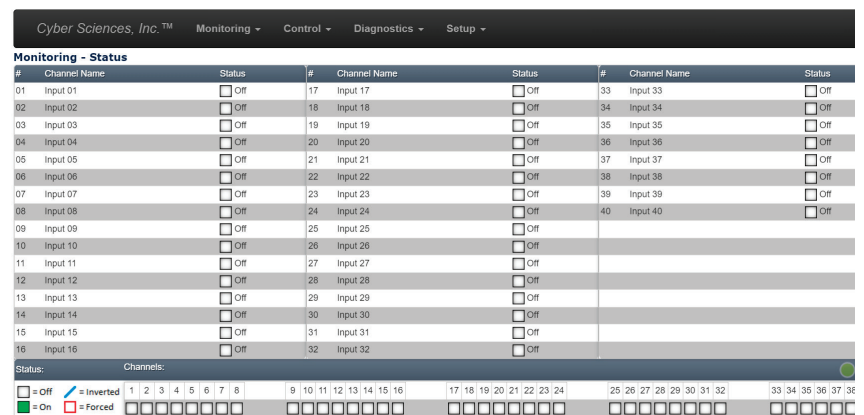 Cyber Sciences, Inc.™ Monitoring Control Diagnostics Setup
Monitoring - Status
# Channel Name Status # Channel Name Status # Channel Name Status
01 Input 01 Off 17 Input 17 Off 33 Input 33 Off
02 Input 02 Off 18 Input 18 Off 34 Input 34 Off
03 Input 03 Off 19 Input 19 Off 35 Input 35 Off
04 Input 04 Off 20 Input 20 Off 36 Input 36 Off
05 Input 05 Off 21 Input 21 Off 37 Input 37 Off
06 Input 06 Off 22 Input 22 Off 38 Input 38 Off
07 Input 07 Off 23 Input 23 Off 39 Input 39 Off
08 Input 08 Off 24 Input 24 Off 40 Input 40 Off
09 Input 09 Off 25 Input 25 Off
10 Input 10 Off 26 Input 26 Off
11 Input 11 Off 27 Input 27 Off
12 Input 12 Off 28 Input 28 Off
13 Input 13 Off 29 Input 29 Off
14 Input 14 Off 30 Input 30 Off
15 Input 15 Off 31 Input 31 Off
16 Input 16 Off 32 Input 32 Off
Status: Channels:
= Off = Inverted 1 2 3 4 5 6 7 8 9 10 11 12 13 14 15 16 17 18 19 20 21 22 23 24 25 26 27 28 29 30 31 32 33 34 35 36 37 38
= On = Forced